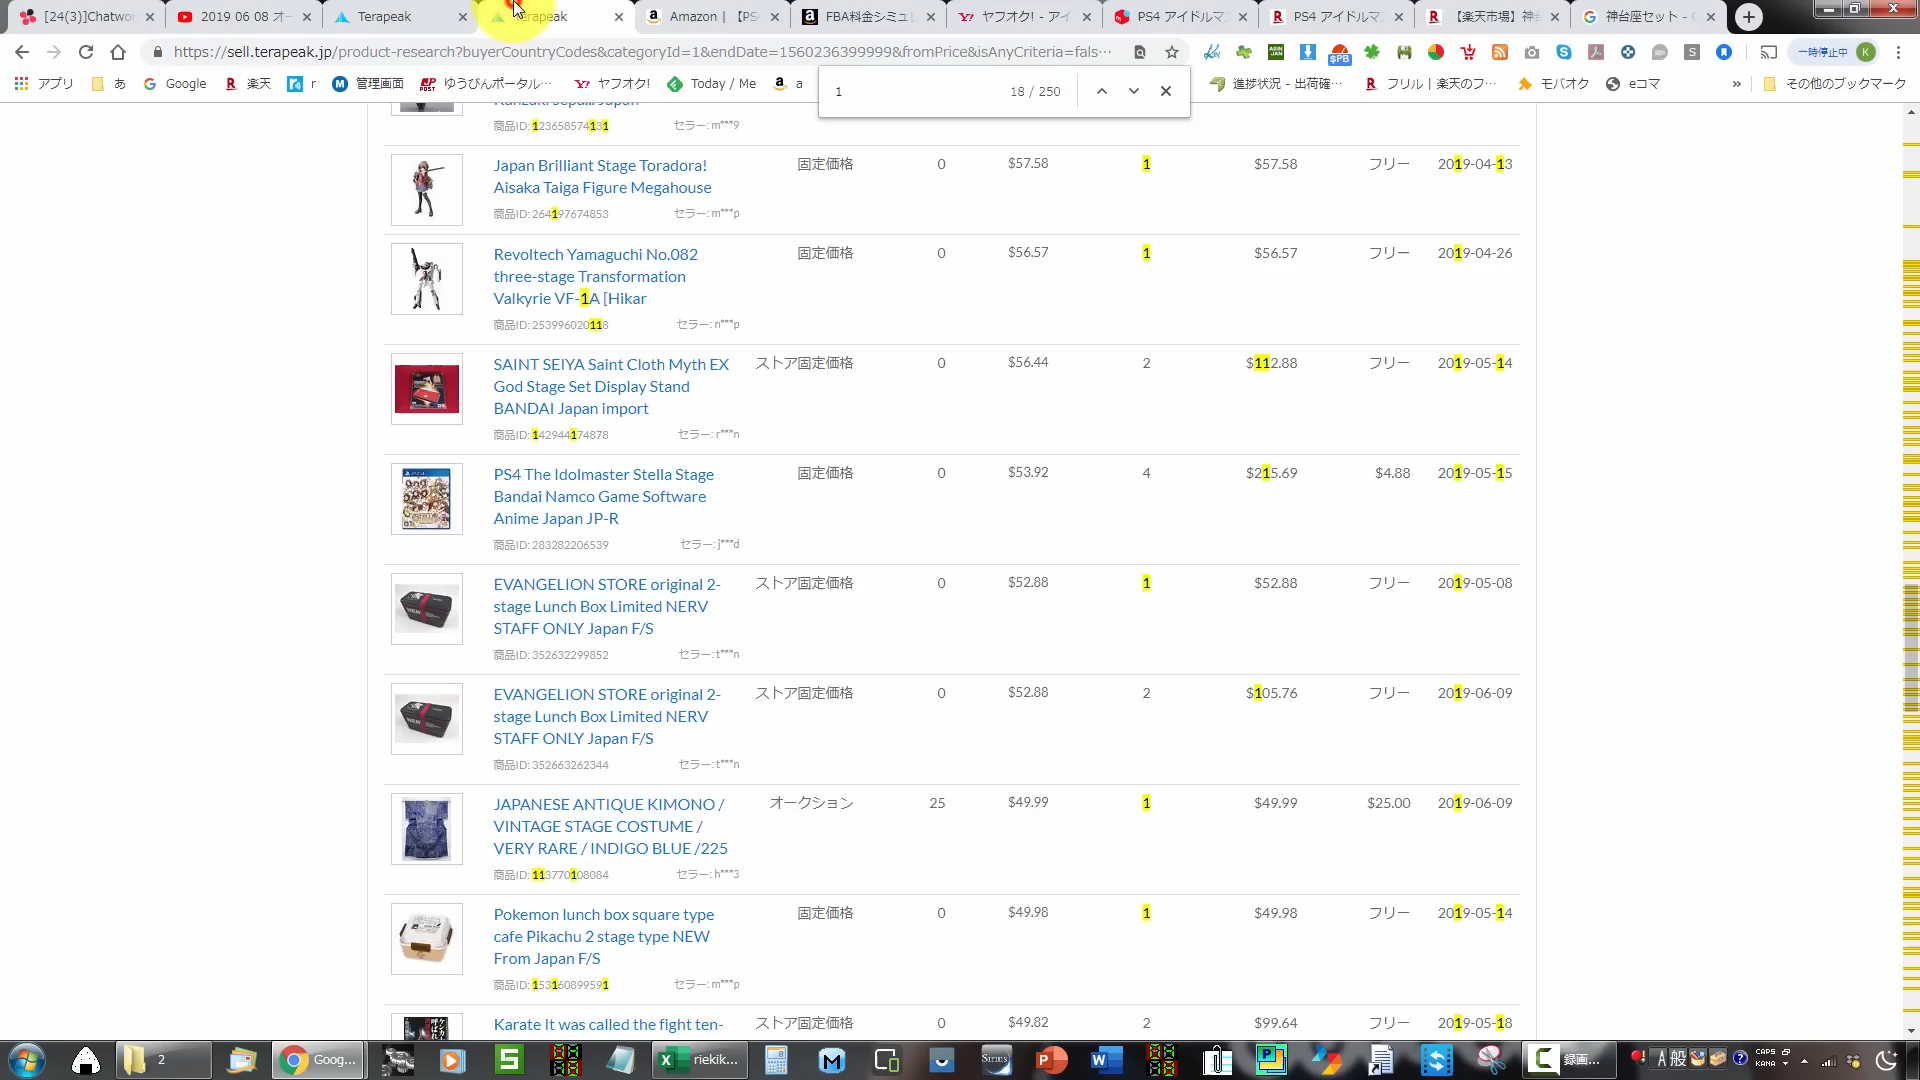 [24(3)]Chatwor
2019 06 08 オー
Terapeak
Terapeak
Amazon | 【PS
FBA料金シミュレ
ヤフオク! - アイ
PS4 アイドルマ
PS4 アイドルマ
【楽天市場】神台
神台座セット - G
https://sell.terapeak.jp/product-research?buyerCountryCodes&categoryId=1&endDate=1560236399999&fromPrice&isAnyCriteria=fals…
一時停止中
K
アプリ
あ
Google
楽天
r
管理画面
ゆうびんポータル…
ヤフオク!
Today / Me
a
進捗状況 - 出荷確…
フリル | 楽天のフ…
モバオク
eコマ
»
その他のブックマーク
1
18 / 250
商品ID: 123658574131 セラー: m***9
Japan Brilliant Stage Toradora! 固定価格 0 $57.58 1 $57.58 フリー 2019-04-13
Aisaka Taiga Figure Megahouse
商品ID: 264197674853 セラー: m***p
Revoltech Yamaguchi No.082 固定価格 0 $56.57 1 $56.57 フリー 2019-04-26
three-stage Transformation
Valkyrie VF-1A [Hikar
商品ID: 253996020118 セラー: n***p
SAINT SEIYA Saint Cloth Myth EX ストア固定価格 0 $56.44 2 $112.88 フリー 2019-05-14
God Stage Set Display Stand
BANDAI Japan import
商品ID: 142944174878 セラー: r***n
PS4 The Idolmaster Stella Stage 固定価格 0 $53.92 4 $215.69 $4.88 2019-05-15
Bandai Namco Game Software
Anime Japan JP-R
商品ID: 283282206539 セラー: j***d
EVANGELION STORE original 2- ストア固定価格 0 $52.88 1 $52.88 フリー 2019-05-08
stage Lunch Box Limited NERV
STAFF ONLY Japan F/S
商品ID: 352632299852 セラー: t***n
EVANGELION STORE original 2- ストア固定価格 0 $52.88 2 $105.76 フリー 2019-06-09
stage Lunch Box Limited NERV
STAFF ONLY Japan F/S
商品ID: 352663262344 セラー: t***n
JAPANESE ANTIQUE KIMONO / オークション 25 $49.99 1 $49.99 $25.00 2019-06-09
VINTAGE STAGE COSTUME /
VERY RARE / INDIGO BLUE /225
商品ID: 113770108084 セラー: h***3
Pokemon lunch box square type 固定価格 0 $49.98 1 $49.98 フリー 2019-05-14
cafe Pikachu 2 stage type NEW
From Japan F/S
商品ID: 153160899591 セラー: m***p
Karate It was called the fight ten- ストア固定価格 0 $49.82 2 $99.64 フリー 2019-05-18
2
Goog...
riekik...
Sirius
録画...
A 般
CAPS
KANA